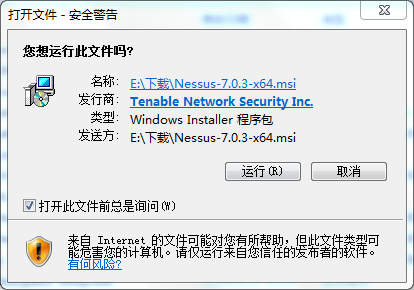 打开文件 - 安全警告
您想运行此文件吗?
名称: E:\下载\Nessus-7.0.3-x64.msi
发行商: Tenable Network Security Inc.
类型: Windows Installer 程序包
发送方: E:\下载\Nessus-7.0.3-x64.msi
运行(R) 取消
打开此文件前总是询问(W)
来自 Internet 的文件可能对您有所帮助，但此文件类型可
能危害您的计算机。请仅运行来自您信任的发布者的软件。
有何风险?